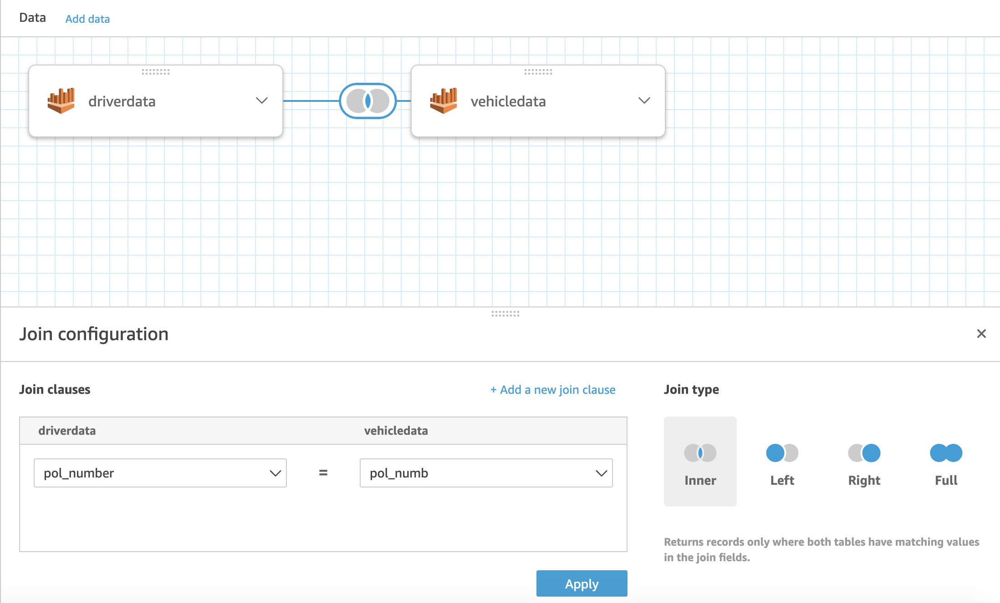 Data Add data
driverdata
vehicledata
Join configuration
Join clauses
+ Add a new join clause
driverdata
vehicledata
pol_number
=
pol_numb
Apply
Join type
Inner
Left
Right
Full
Returns records only where both tables have matching values
in the join fields.